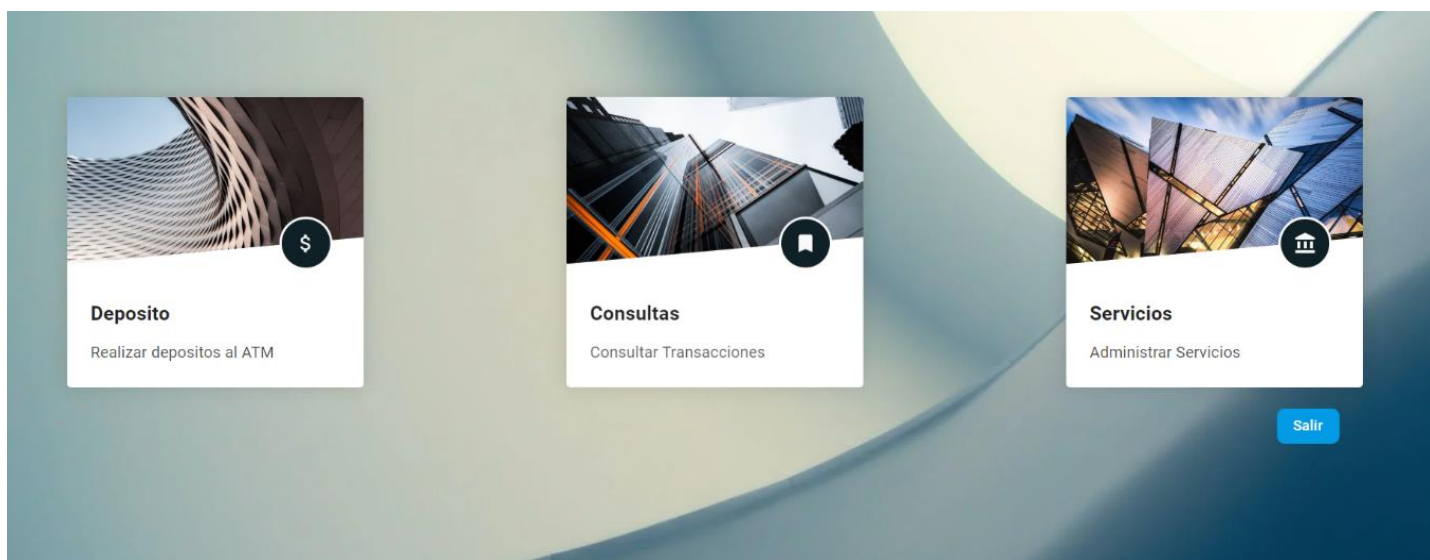 $
Deposito
Realizar depositos al ATM
Consultas
Consultar Transacciones
Servicios
Administrar Servicios
Salir